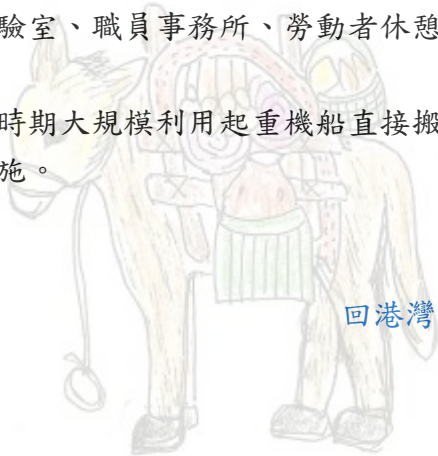 驗室、職員事務所、勞動者休憩
時期大規模利用起重機船直接搬
施。
回港灣